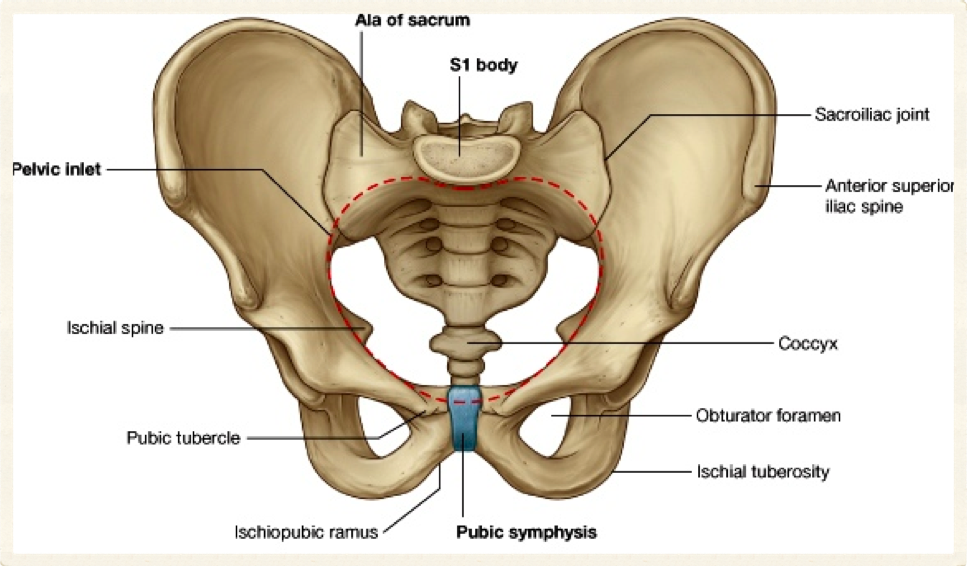 Ala of sacrum
S1 body
Sacroiliac joint
Pelvic inlet
Anterior superior
iliac spine
Ischial spine
Coccyx
Obturator foramen
Pubic tubercle
Ischial tuberosity
Ischiopubic ramus
Pubic symphysis